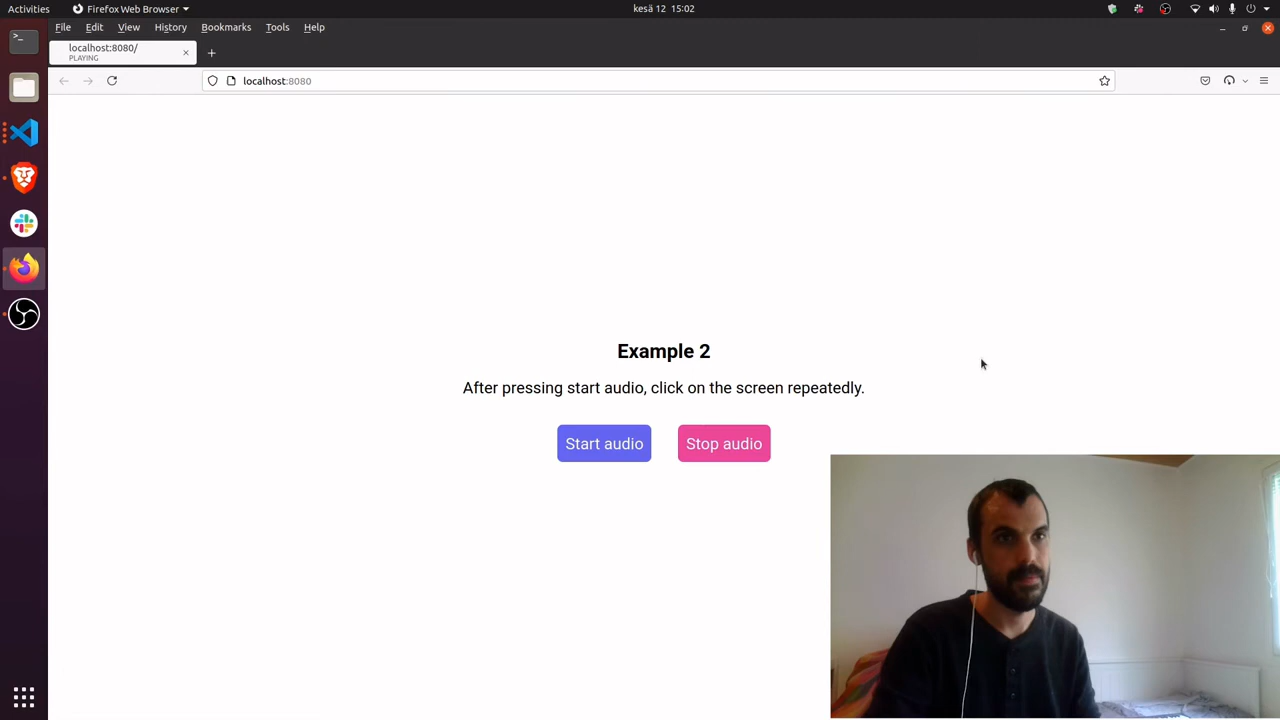 Activities
Firefox Web Browser
kesä 12 15:02
File Edit View History Bookmarks Tools Help
localhost:8080/
PLAYING
localhost:8080
Example 2
After pressing start audio, click on the screen repeatedly.
Start audio
Stop audio